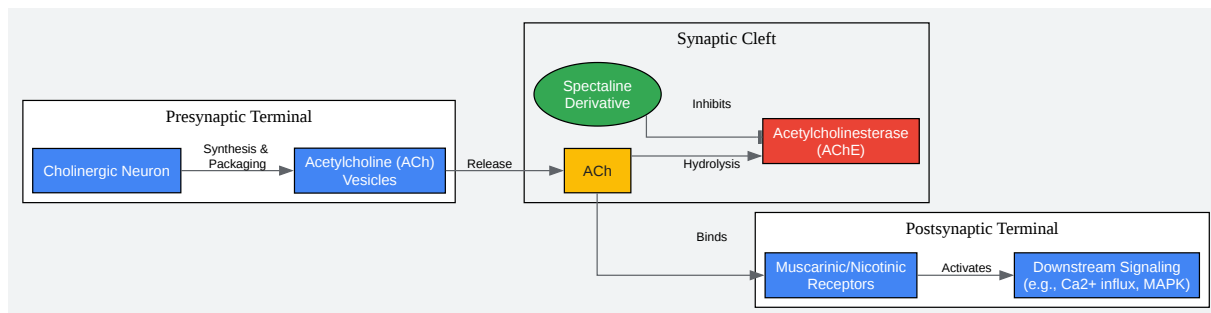 Presynaptic Terminal
Cholinergic Neuron
Synthesis &
Packaging
Acetylcholine (ACh)
Vesicles
Release
Synaptic Cleft
Spectaline
Derivative
Inhibits
Acetylcholinesterase
(AChE)
ACh
Hydrolysis
Binds
Postsynaptic Terminal
Muscarinic/Nicotinic
Receptors
Activates
Downstream Signaling
(e.g., Ca2+ influx, MAPK)